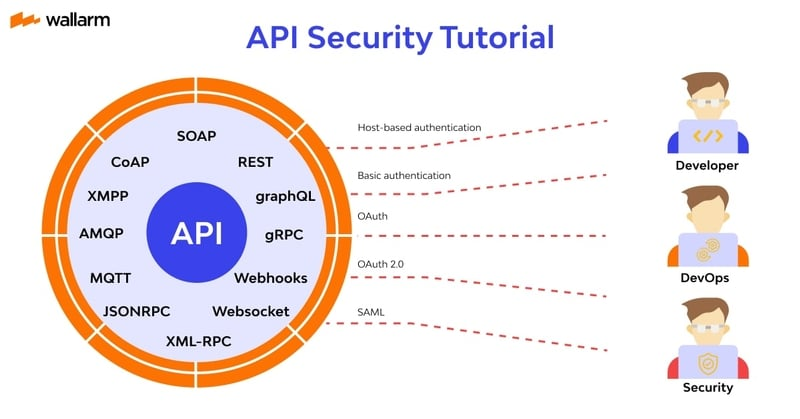 wallarm
API Security Tutorial
SOAP
CoAP
REST
XMPP
graphQL
AMQP
API
gRPC
MQTT
Webhooks
JSONRPC
Websocket
XML-RPC
Host-based authentication
Basic authentication
OAuth
OAuth 2.0
SAML
</>
Developer
DevOps
Security